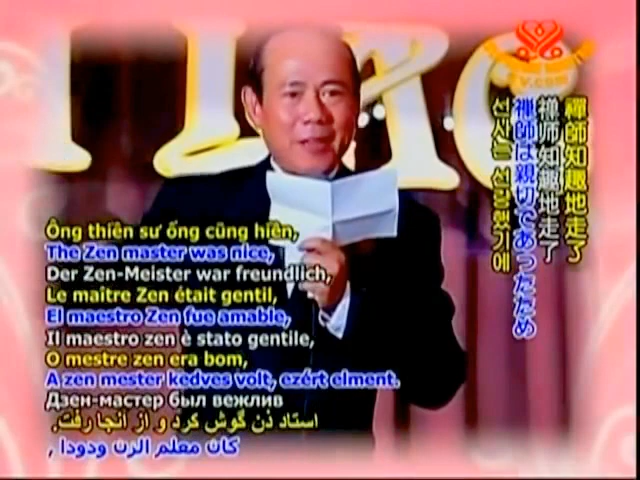 Ông thiền sư ổng cũng hiền,
The Zen master was nice,
Der Zen-Meister war freundlich,
Le maître Zen était gentil,
El maestro Zen fue amable,
Il maestro zen è stato gentile,
O mestre zen era bom,
A zen mester kedves volt, ezért elment.
Дзен-мастер был вежлив
استاد ذن گوش کرد و از آنجا رفت.
كان معلم الزن ودودا ,
禪師知趣地走了
禅师知趣地走了
禅師は親切であったため
선사는 선량했기에